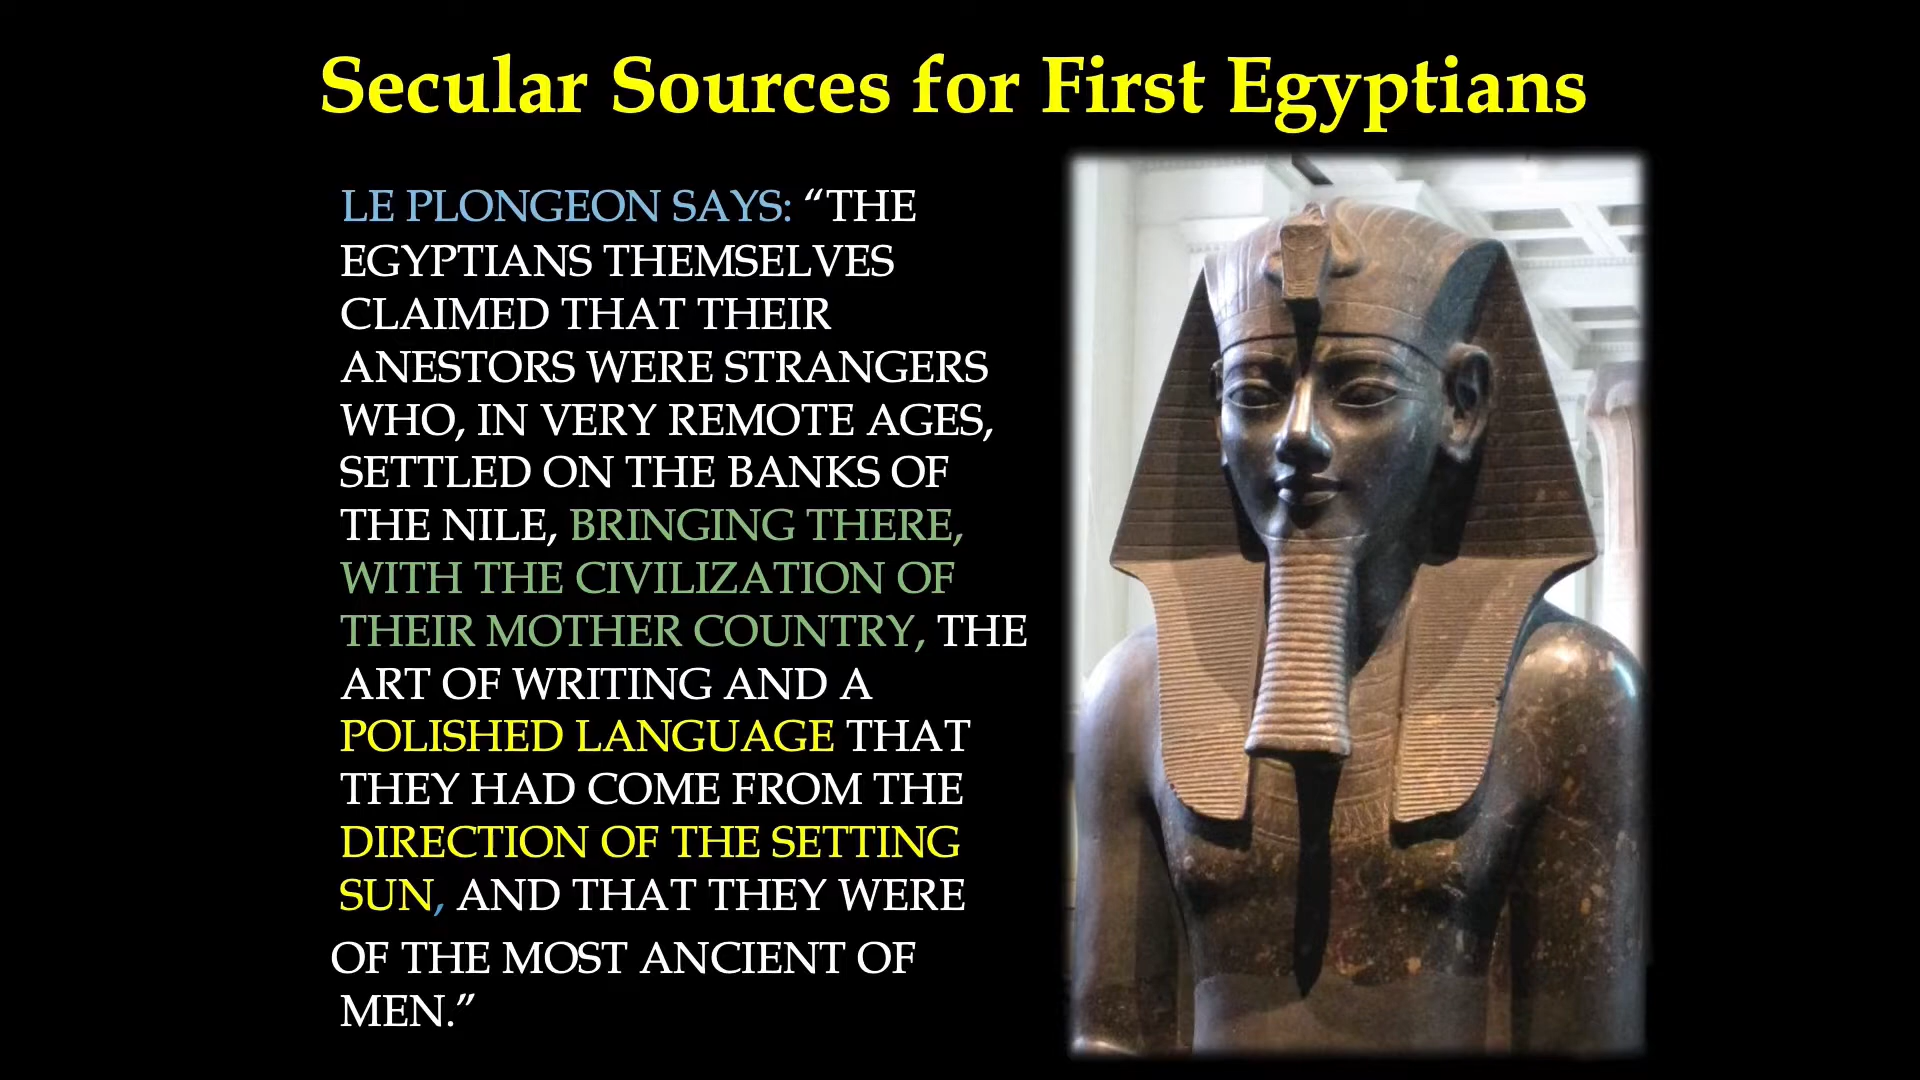 Secular Sources for First Egyptians
LE PLONGEON SAYS: “THE
EGYPTIANS THEMSELVES
CLAIMED THAT THEIR
ANESTORS WERE STRANGERS
WHO, IN VERY REMOTE AGES,
SETTLED ON THE BANKS OF
THE NILE, BRINGING THERE,
WITH THE CIVILIZATION OF
THEIR MOTHER COUNTRY, THE
ART OF WRITING AND A
POLISHED LANGUAGE THAT
THEY HAD COME FROM THE
DIRECTION OF THE SETTING
SUN, AND THAT THEY WERE
OF THE MOST ANCIENT OF
MEN.”